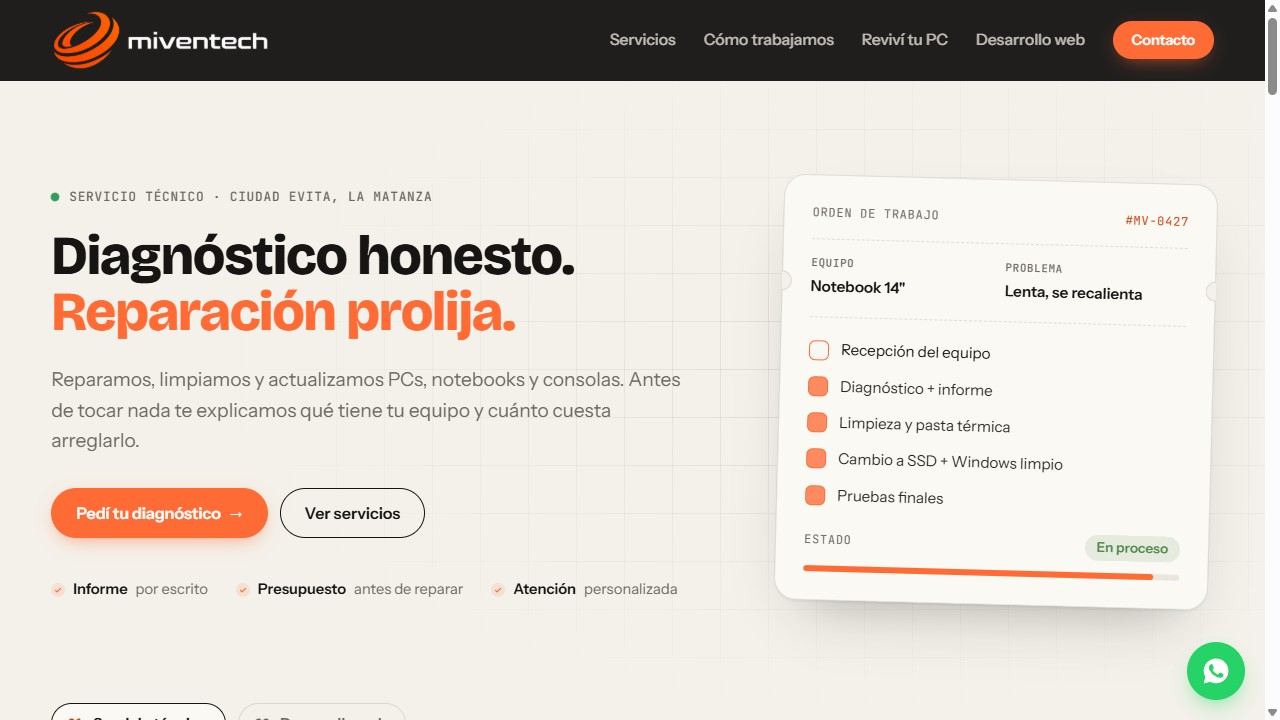 miventech
Servicios
Cómo trabajamos
Reviví tu PC
Desarrollo web
Contacto
SERVICIO TÉCNICO · CIUDAD EVITA, LA MATANZA
Diagnóstico honesto.
Reparación prolija.
Reparamos, limpiamos y actualizamos PCs, notebooks y consolas. Antes
de tocar nada te explicamos qué tiene tu equipo y cuánto cuesta
arreglarlo.
Pedí tu diagnóstico →
Ver servicios
Informe por escrito
Presupuesto antes de reparar
Atención personalizada
ORDEN DE TRABAJO
#MV-0427
EQUIPO
Notebook 14"
PROBLEMA
Lenta, se recalienta
Recepción del equipo
Diagnóstico + informe
Limpieza y pasta térmica
Cambio a SSD + Windows limpio
Pruebas finales
ESTADO
En proceso